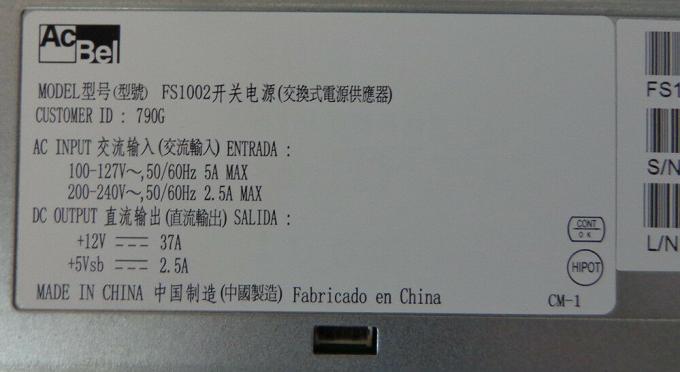 AcBel
MODEL型号(型號) FS1002开关电源(交換式電源供應器)
CUSTOMER ID : 790G
AC INPUT 交流输入(交流輸入) ENTRADA :
100-127V~,50/60Hz 5A MAX
200-240V~,50/60Hz 2.5A MAX
DC OUTPUT 直流输出(直流輸出) SALIDA :
+12V 37A
+5Vsb 2.5A
MADE IN CHINA 中国制造(中國製造) Fabricado en China
CONT
OK
HIPOT
CM-1
FS1
S/N
L/N